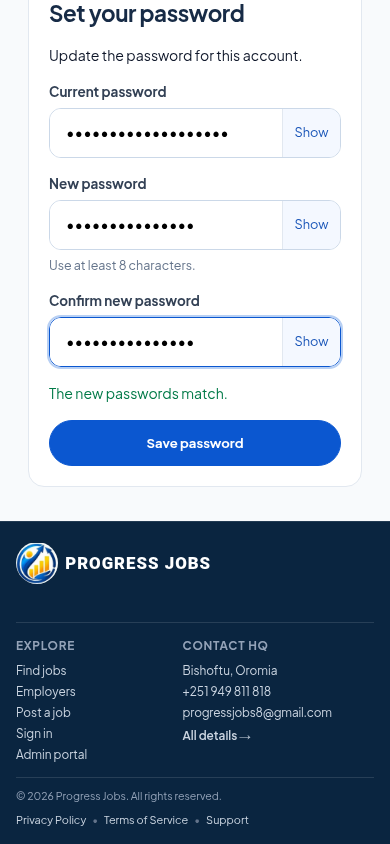 Set your password
Update the password for this account.
Current password
•••••••••••••••••••
Show
New password
•••••••••••••••
Show
Use at least 8 characters.
Confirm new password
•••••••••••••••
Show
The new passwords match.
Save password
PROGRESS JOBS
EXPLORE
Find jobs
Employers
Post a job
Sign in
Admin portal
CONTACT HQ
Bishoftu, Oromia
+251 949 811 818
progressjobs8@gmail.com
All details →
© 2026 Progress Jobs. All rights reserved.
Privacy Policy • Terms of Service • Support